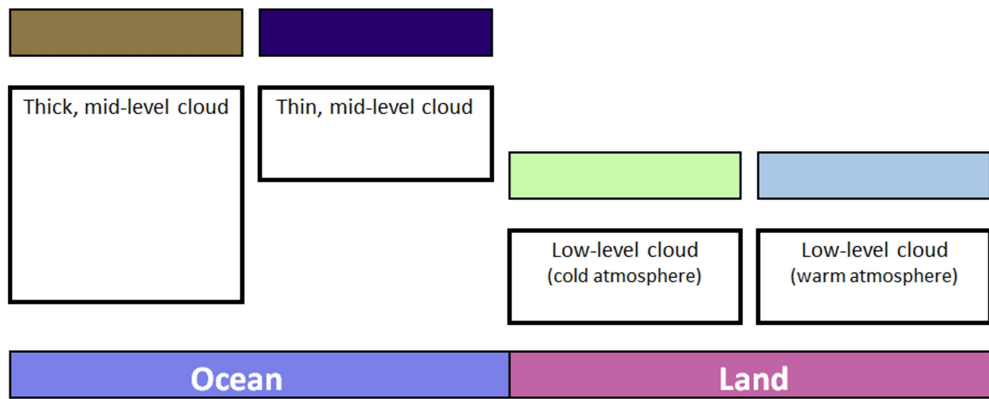 Thick, mid-level cloud
Thin, mid-level cloud
Low-level cloud
(cold atmosphere)
Low-level cloud
(warm atmosphere)
Ocean
Land